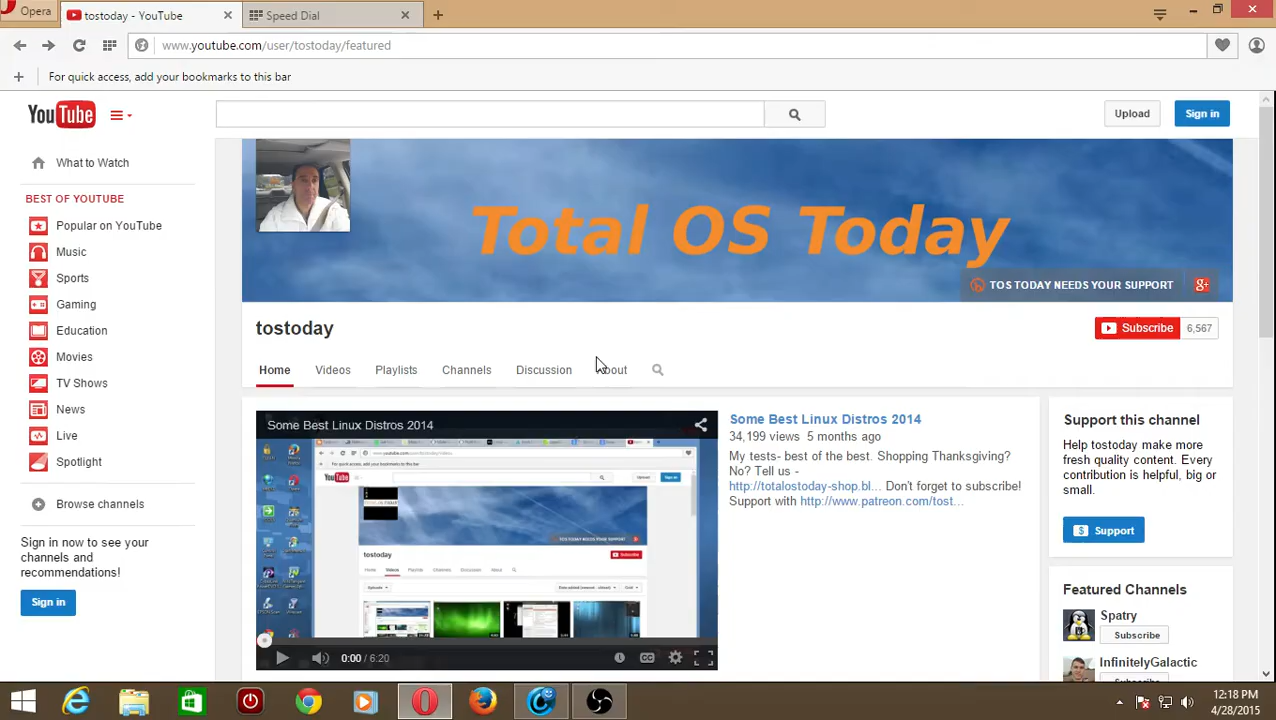 Opera
tostoday - YouTube
Speed Dial
www.youtube.com/user/tostoday/featured
For quick access, add your bookmarks to this bar
YouTube
Upload
Sign in
What to Watch
BEST OF YOUTUBE
Popular on YouTube
Music
Sports
Gaming
Education
Movies
TV Shows
News
Live
Spotlight
Browse channels
Sign in now to see your
channels and
recommendations!
Sign in
Total OS Today
TOS TODAY NEEDS YOUR SUPPORT
tostoday
Subscribe
6,567
Home
Videos
Playlists
Channels
Discussion
About
Some Best Linux Distros 2014
tostoday
0:00 / 6:20
Some Best Linux Distros 2014
34,199 views 5 months ago
My tests- best of the best. Shopping Thanksgiving?
No? Tell us -
http://totalostoday-shop.bl... Don't forget to subscribe!
Support with http://www.patreon.com/tost...
Support this channel
Help tostoday make more
fresh quality content. Every
contribution is helpful, big or
small.
Support
Featured Channels
Spatry
Subscribe
InfinitelyGalactic
Subscribe
12:18 PM
4/28/2015